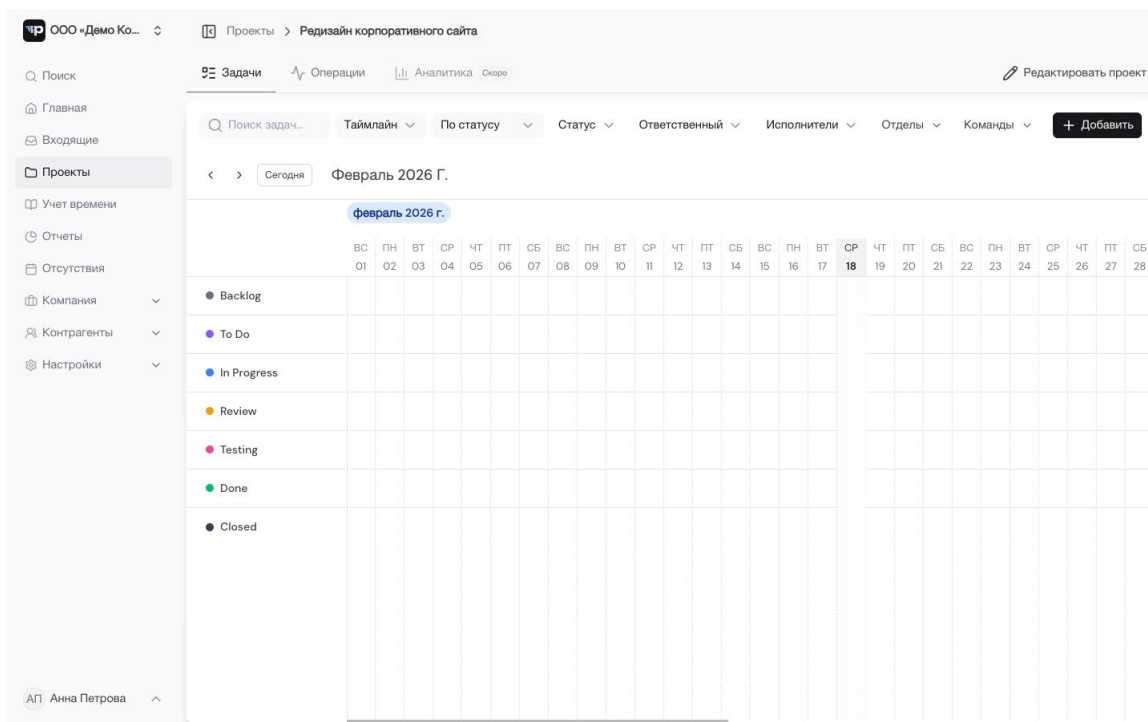 ООО «Демо Ко...
Проекты > Редизайн корпоративного сайта
Поиск
Главная
Входящие
Проекты
Учет времени
Отчеты
Отсутствия
Компания
Контрагенты
Настройки
АП Анна Петрова
Задачи Операции Аналитика Скоро Редактировать проект
Поиск задач... Таймлайн По статусу Статус Ответственный Исполнители Отделы Команды + Добавить
< > Сегодня Февраль 2026 Г.
февраль 2026 г.
ВС ПН ВТ СР ЧТ ПТ СБ ВС ПН ВТ СР ЧТ ПТ СБ ВС ПН ВТ СР ЧТ ПТ СБ ВС ПН ВТ СР ЧТ ПТ СБ
01 02 03 04 05 06 07 08 09 10 11 12 13 14 15 16 17 18 19 20 21 22 23 24 25 26 27 28
Backlog
To Do
In Progress
Review
Testing
Done
Closed